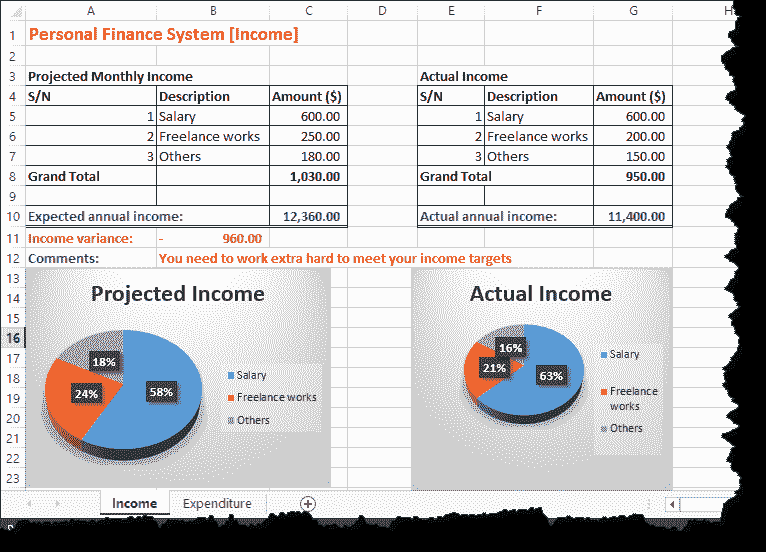 A B C D E F G H
1 Personal Finance System [Income]
2
3 Projected Monthly Income Actual Income
4 S/N Description Amount ($) S/N Description Amount ($)
5 1 Salary 600.00 1 Salary 600.00
6 2 Freelance works 250.00 2 Freelance works 200.00
7 3 Others 180.00 3 Others 150.00
8 Grand Total 1,030.00 Grand Total 950.00
9
10 Expected annual income: 12,360.00 Actual annual income: 11,400.00
11 Income variance: - 960.00
12 Comments: You need to work extra hard to meet your income targets
13
14 Projected Income Actual Income
15
16 18% 16% Salary
17 21% 63%
18 24% 58% Salary Freelance works
19 Freelance works
20 Others Others
21
22
23
Income Expenditure